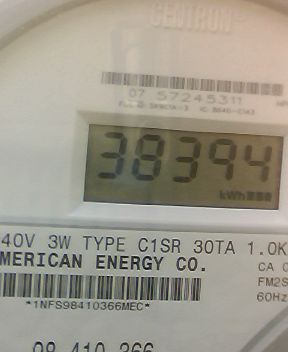 CENTRON®
07 57245311
38394
kWh
40V 3W TYPE C1SR 30TA 1.0K
MERICAN ENERGY CO.
CA 0
FM2S
*1NFS98410366MEC*
60Hz
98 410 366